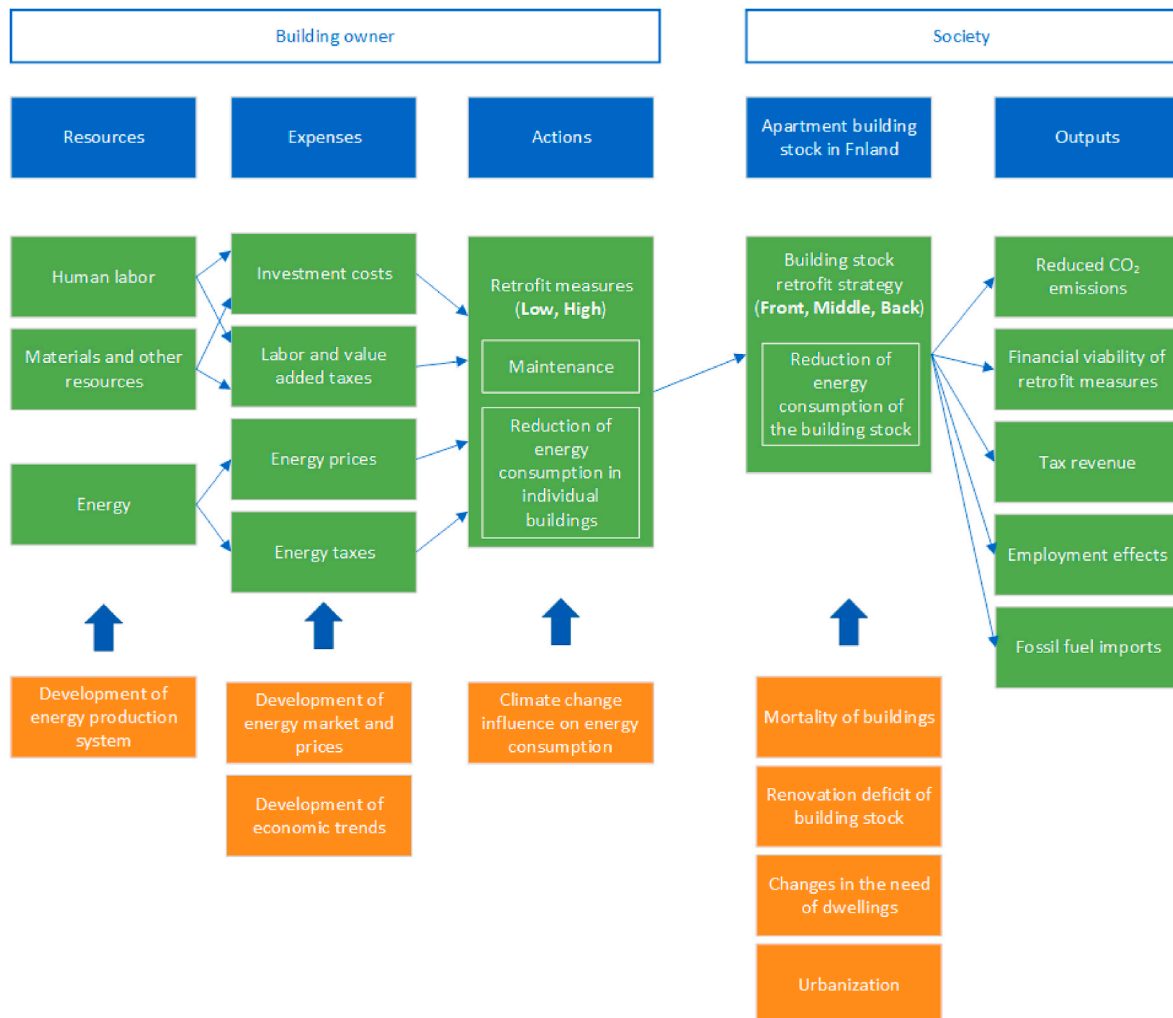 Building owner
Society
Resources
Expenses
Actions
Apartment building
stock in Fnland
Outputs
Human labor
Materials and other
resources
Energy
Investment costs
Labor and value
added taxes
Energy prices
Energy taxes
Retrofit measures
(Low, High)
Maintenance
Reduction of
energy
consumption in
individual
buildings
Building stock
retrofit strategy
(Front, Middle, Back)
Reduction of
energy
consumption of
the building stock
Reduced CO₂
emissions
Financial viability of
retrofit measures
Tax revenue
Employment effects
Fossil fuel imports
Development of
energy production
system
Development of
energy market and
prices
Development of
economic trends
Climate change
influence on energy
consumption
Mortality of buildings
Renovation deficit of
building stock
Changes in the need
of dwellings
Urbanization